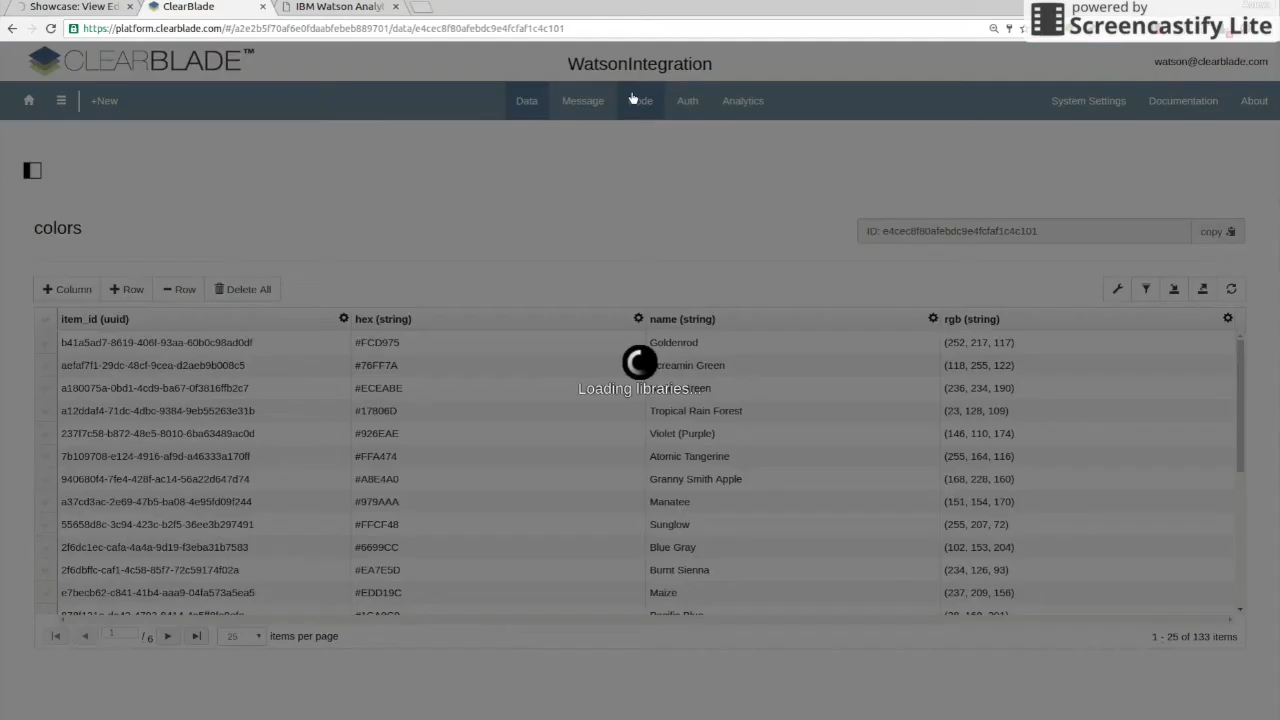 Showcase: View Ed
ClearBlade
IBM Watson Analyt
powered by
Screencastify Lite
https://platform.clearblade.com/#/a2e2b5f70af6e0fdaabfebeb889701/data/e4cec8f80afebdc9e4fcfaf1c4c101
CLEARBLADE™
WatsonIntegration
watson@clearblade.com
+New
Data
Message
Code
Auth
Analytics
System Settings
Documentation
About
colors
ID: e4cec8f80afebdc9e4fcfaf1c4c101
copy
Column
Row
Row
Delete All
item_id (uuid) hex (string) name (string) rgb (string)
b41a5ad7-8619-406f-93aa-60b0c98ad0df #FCD975 Goldenrod (252, 217, 117)
aefaf7f1-29dc-48cf-9cea-d2aeb9b008c5 #76FF7A Screamin Green (118, 255, 122)
a180075a-0bd1-4cd9-ba67-0f3816ffb2c7 #ECEABE Green (236, 234, 190)
Loading libraries...
a12ddaf4-71dc-4dbc-9384-9eb55263e31b #17806D Tropical Rain Forest (23, 128, 109)
237f7c58-b872-48e5-8010-6ba63489ac0d #926EAE Violet (Purple) (146, 110, 174)
7b109708-e124-4916-af9d-a46333a170ff #FFA474 Atomic Tangerine (255, 164, 116)
940680f4-7fe4-428f-ac14-56a22d647d74 #A8E4A0 Granny Smith Apple (168, 228, 160)
a37cd3ac-2e69-47b5-ba08-4e95fd09f244 #979AAA Manatee (151, 154, 170)
55658d8c-3c94-423c-b2f5-36ee3b297491 #FFCF48 Sunglow (255, 207, 72)
2f6dc1ec-cafa-4a4a-9d19-f3eba31b7583 #6699CC Blue Gray (102, 153, 204)
2f6dbffc-caf1-4c58-85f7-72c59174f02a #EA7E5D Burnt Sienna (234, 126, 93)
e7becb62-c841-41b4-aaa9-04fa573a5ea5 #EDD19C Maize (237, 209, 156)
1 / 6
25
items per page
1 - 25 of 133 items